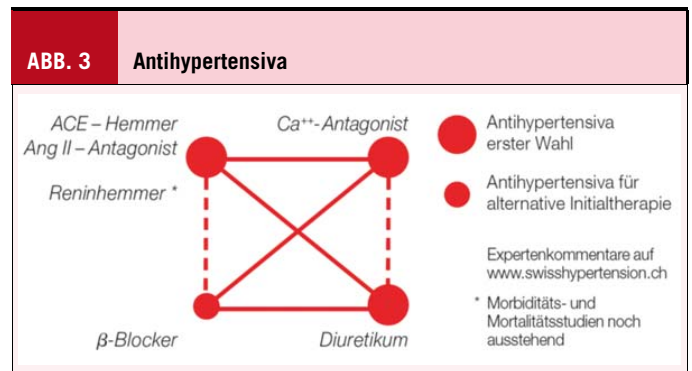 ABB. 3 Antihypertensiva
ACE – Hemmer
Ang II – Antagonist
Reninhemmer *
Ca⁺⁺- Antagonist
β-Blocker
Diuretikum
Antihypertensiva
erster Wahl
Antihypertensiva für
alternative Initialtherapie
Expertenkommentare auf
www.swisshypertension.ch
* Morbiditäts- und
Mortalitätsstudien noch
ausstehend